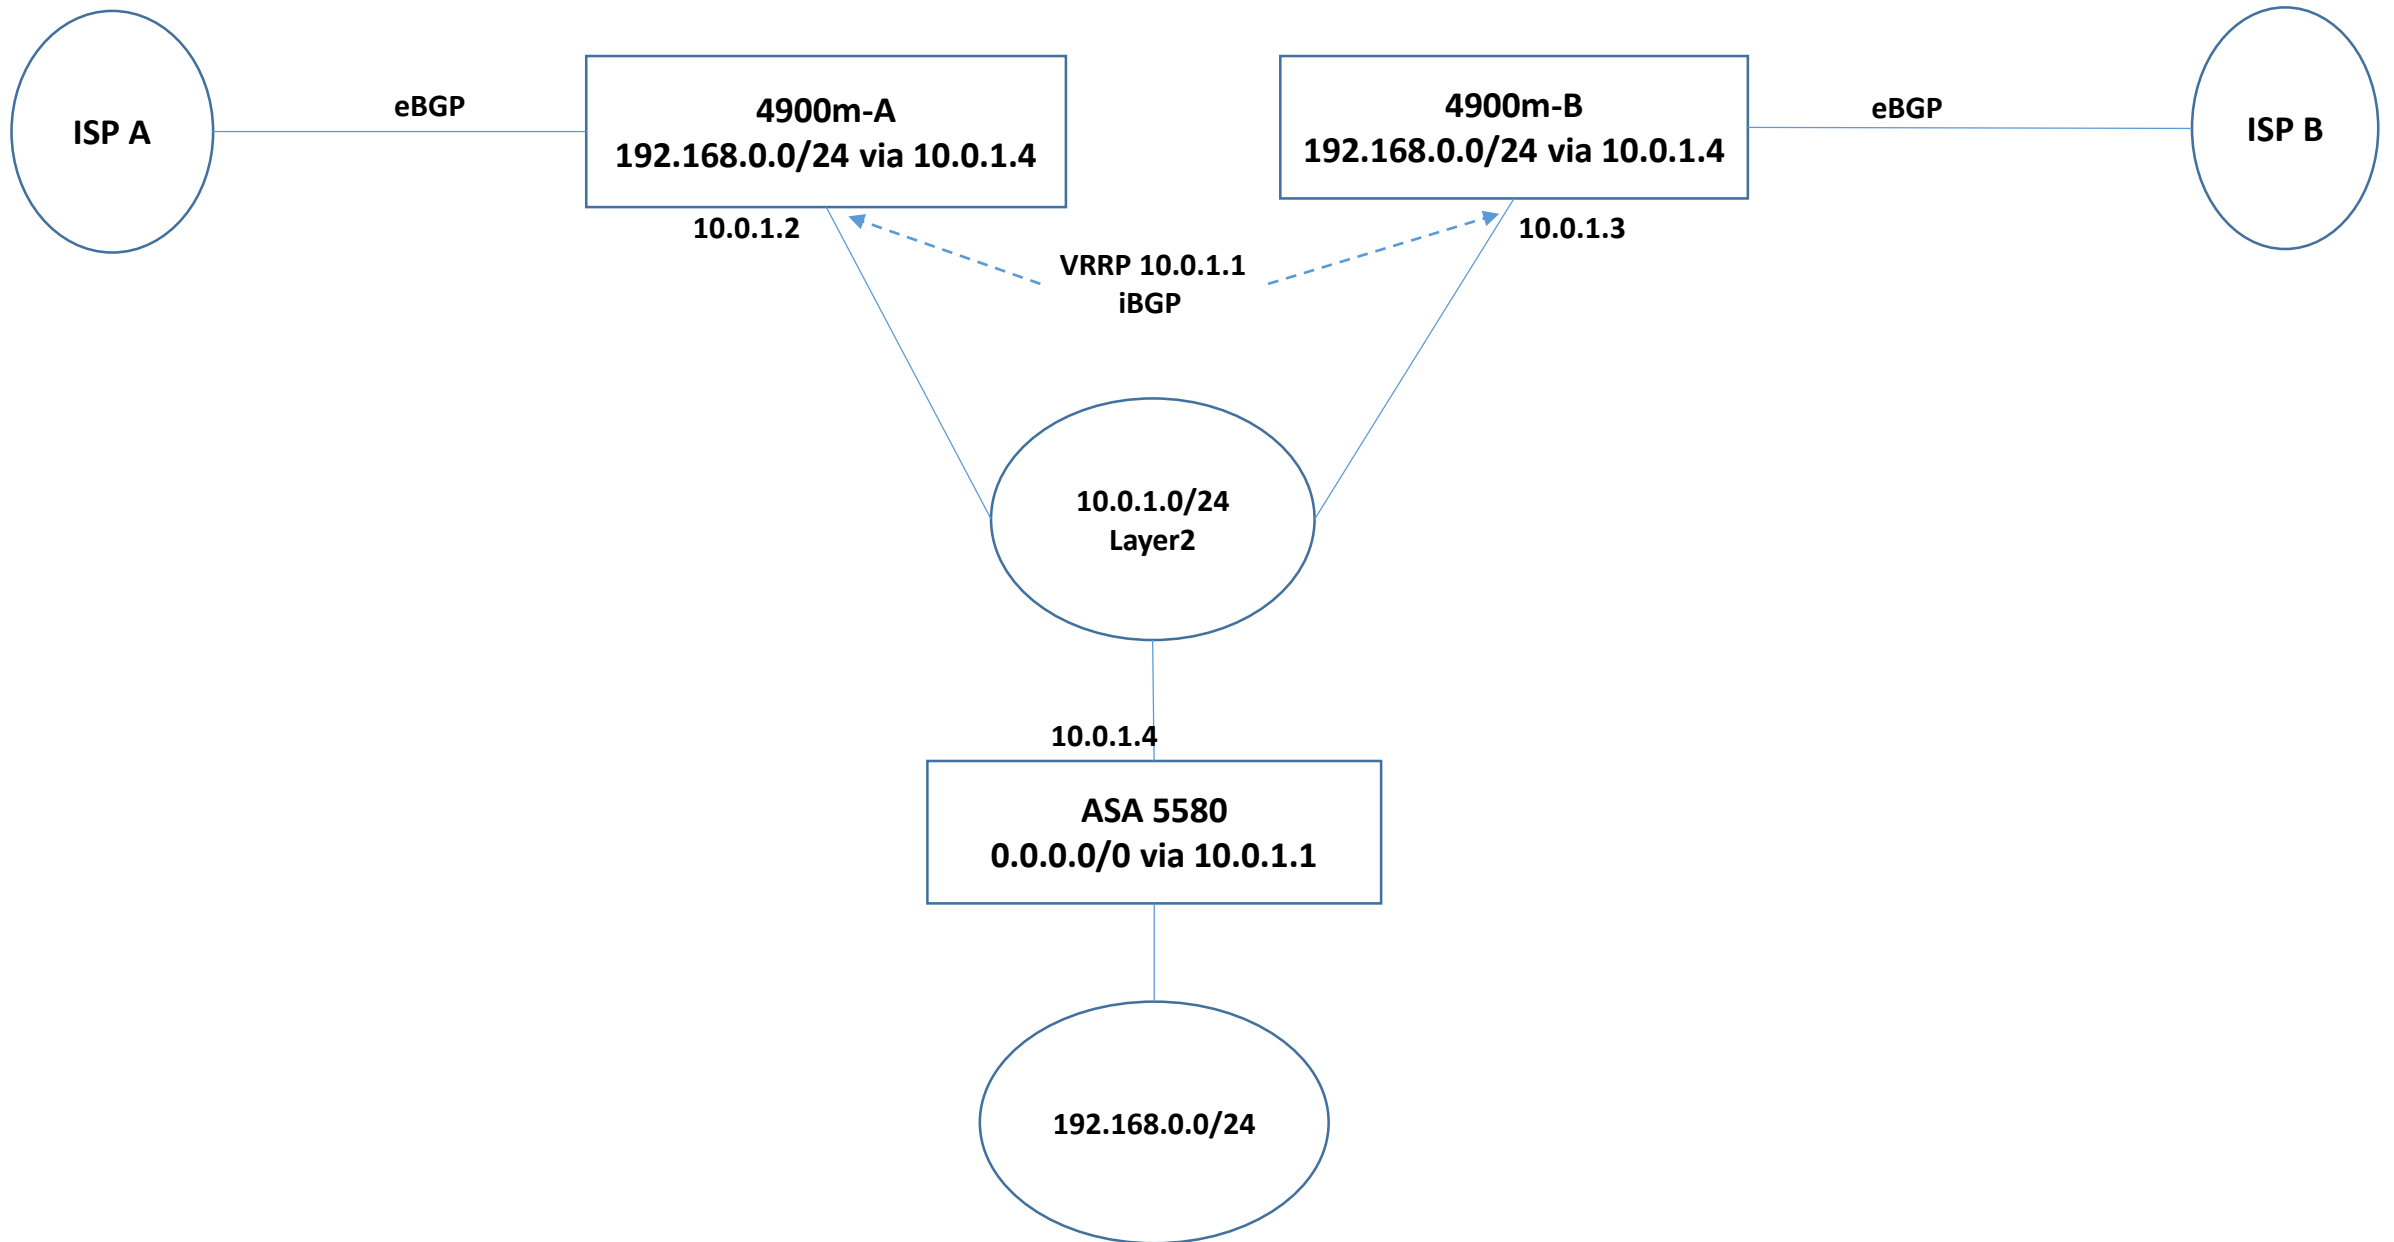 ISP A
eBGP
4900m-A
192.168.0.0/24 via 10.0.1.4
4900m-B
192.168.0.0/24 via 10.0.1.4
eBGP
ISP B
10.0.1.2
10.0.1.3
VRRP 10.0.1.1
iBGP
10.0.1.0/24
Layer2
10.0.1.4
ASA 5580
0.0.0.0/0 via 10.0.1.1
192.168.0.0/24